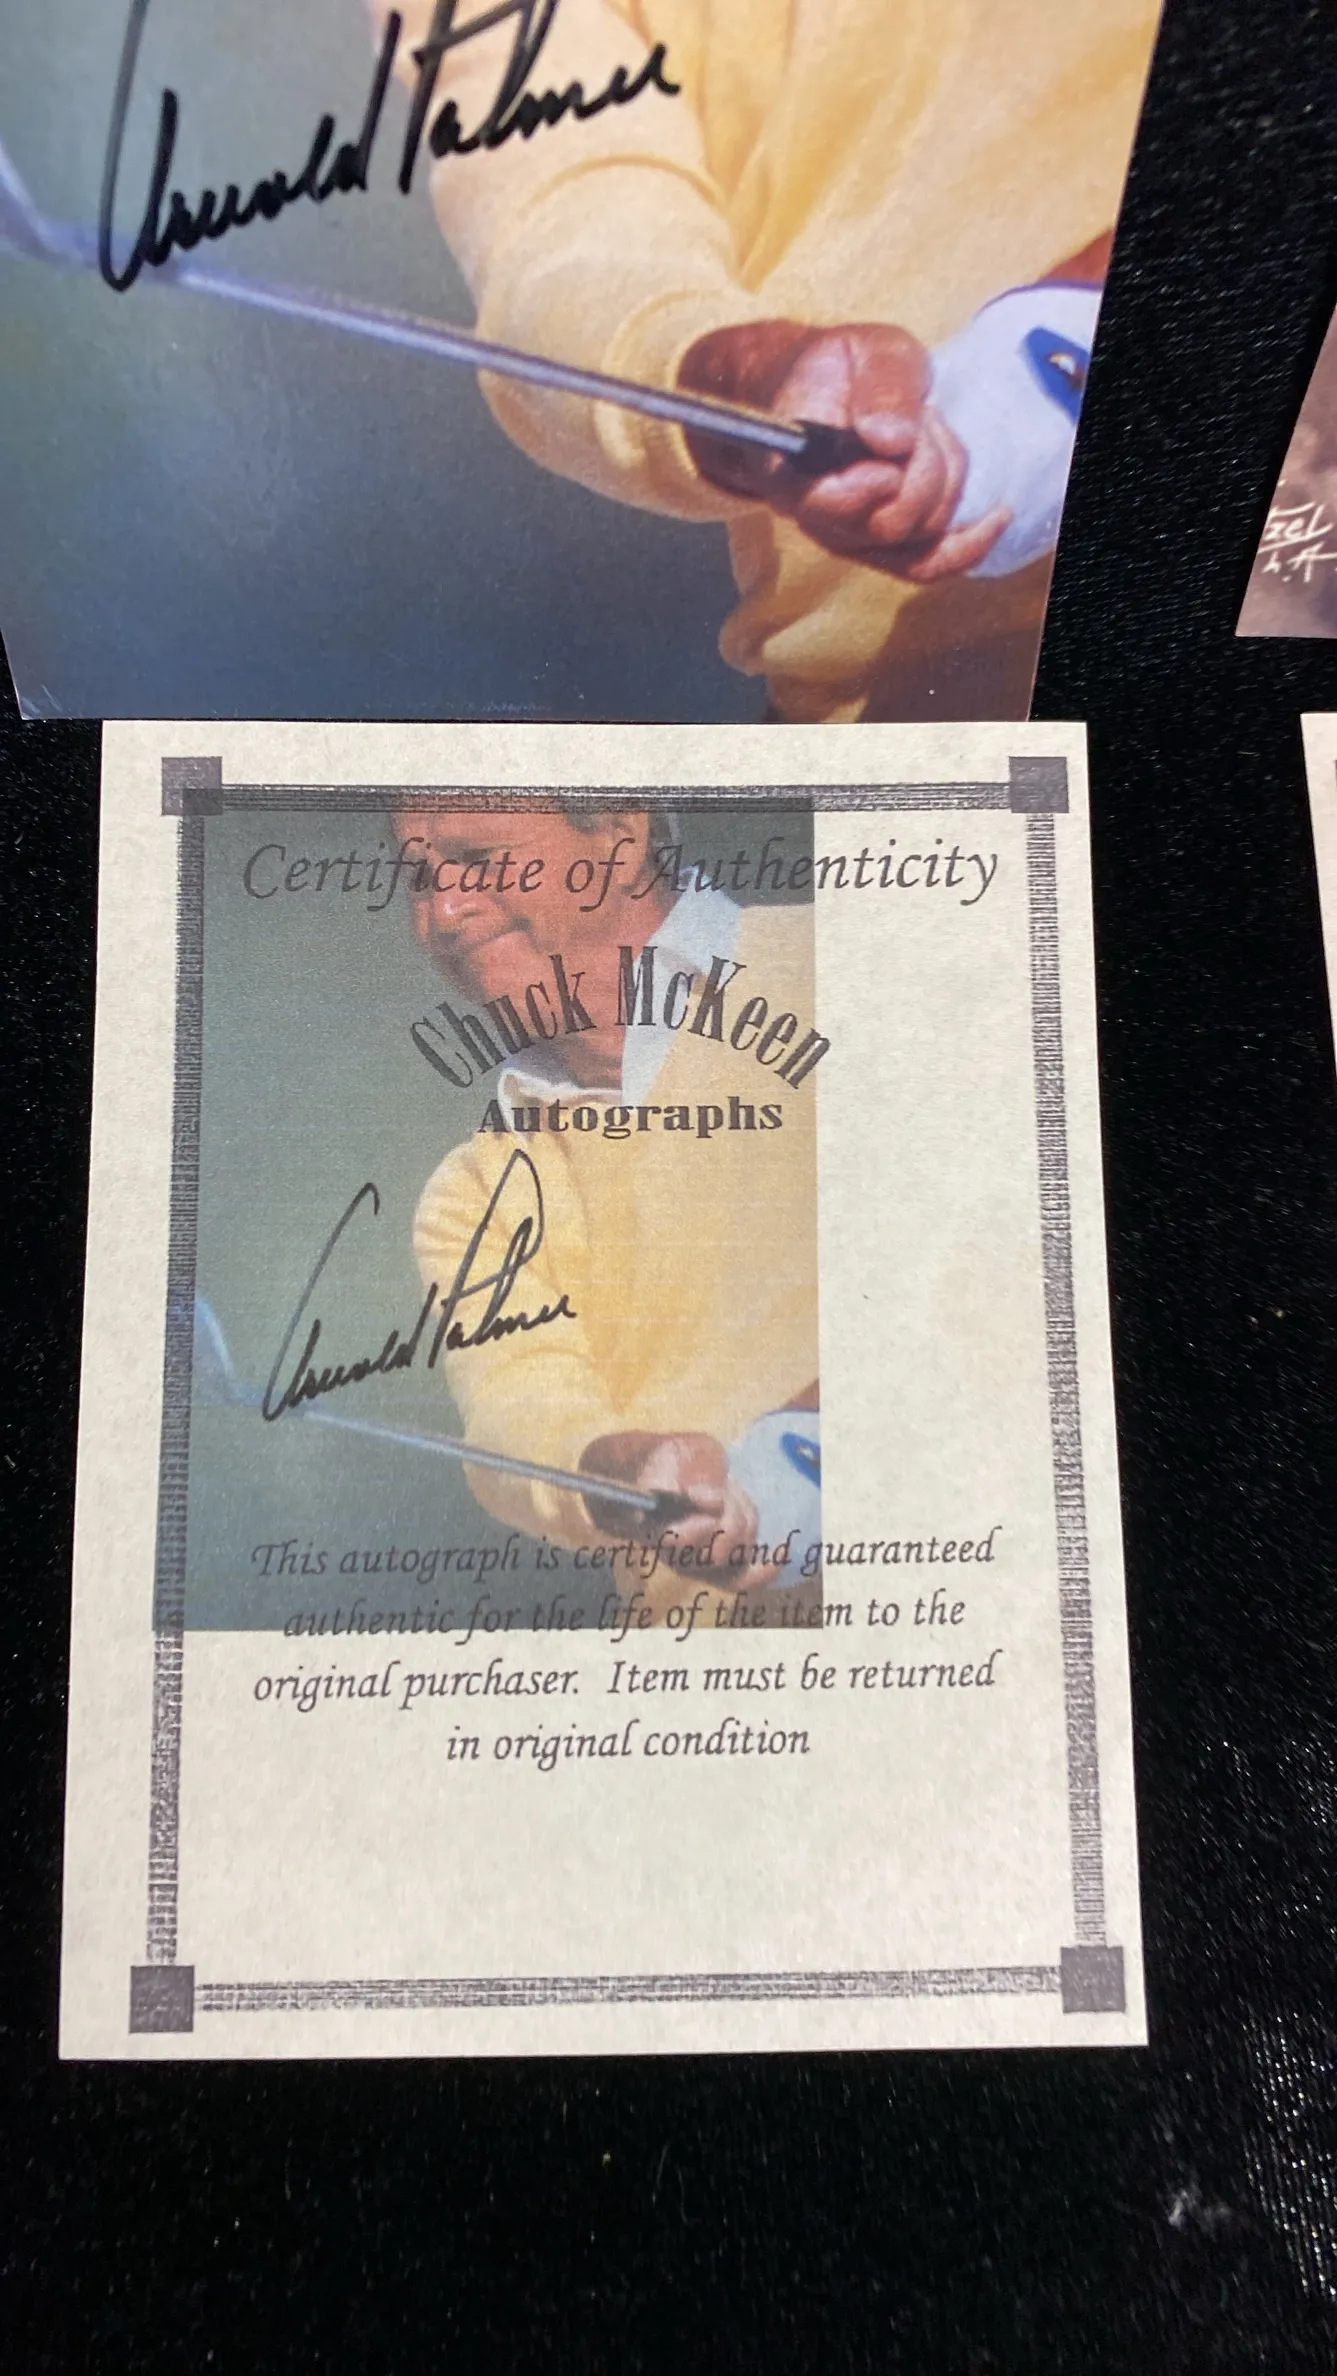 Arnold Palmer
Certificate of Authenticity
Chuck McKeen
Autographs
Arnold Palmer
This autograph is certified and guaranteed
authentic for the life of the item to the
original purchaser. Item must be returned
in original condition